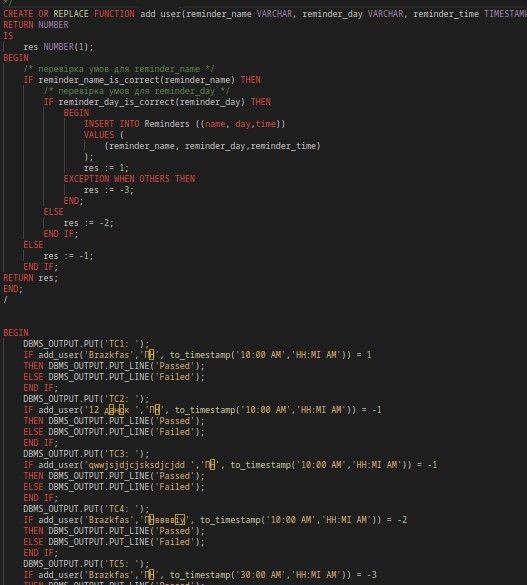 */
CREATE OR REPLACE FUNCTION add_user(reminder_name VARCHAR, reminder_day VARCHAR, reminder_time TIMESTAM
RETURN NUMBER
IS
res NUMBER(1);
BEGIN
/* перевірка умов для reminder_name */
IF reminder_name_is_correct(reminder_name) THEN
/* перевірка умов для reminder_day */
IF reminder_day_is_correct(reminder_day) THEN
BEGIN
INSERT INTO Reminders ((name, day,time))
VALUES (
(reminder_name, reminder_day,reminder_time)
);
res := 1;
EXCEPTION WHEN OTHERS THEN
res := -3;
END;
ELSE
res := -2;
END IF;
ELSE
res := -1;
END IF;
RETURN res;
END;
/
BEGIN
DBMS_OUTPUT.PUT('TC1: ');
IF add_user('Brazkfas','ПН', to_timestamp('10:00 AM','HH:MI AM')) = 1
THEN DBMS_OUTPUT.PUT_LINE('Passed');
ELSE DBMS_OUTPUT.PUT_LINE('Failed');
END IF;
DBMS_OUTPUT.PUT('TC2: ');
IF add_user('12 ','ПН', to_timestamp('10:00 AM','HH:MI AM')) = -1
THEN DBMS_OUTPUT.PUT_LINE('Passed');
ELSE DBMS_OUTPUT.PUT_LINE('Failed');
END IF;
DBMS_OUTPUT.PUT('TC3: ');
IF add_user('qwwjsjdjcjsksdjcjdd ','ПН', to_timestamp('10:00 AM','HH:MI AM')) = -1
THEN DBMS_OUTPUT.PUT_LINE('Passed');
ELSE DBMS_OUTPUT.PUT_LINE('Failed');
END IF;
DBMS_OUTPUT.PUT('TC4: ');
IF add_user('Brazkfas', to_timestamp('10:00 AM','HH:MI AM')) = -2
THEN DBMS_OUTPUT.PUT_LINE('Passed');
ELSE DBMS_OUTPUT.PUT_LINE('Failed');
END IF;
DBMS_OUTPUT.PUT('TC5: ');
IF add_user('Brazkfas','ПН', to_timestamp('30:00 AM','HH:MI AM')) = -3